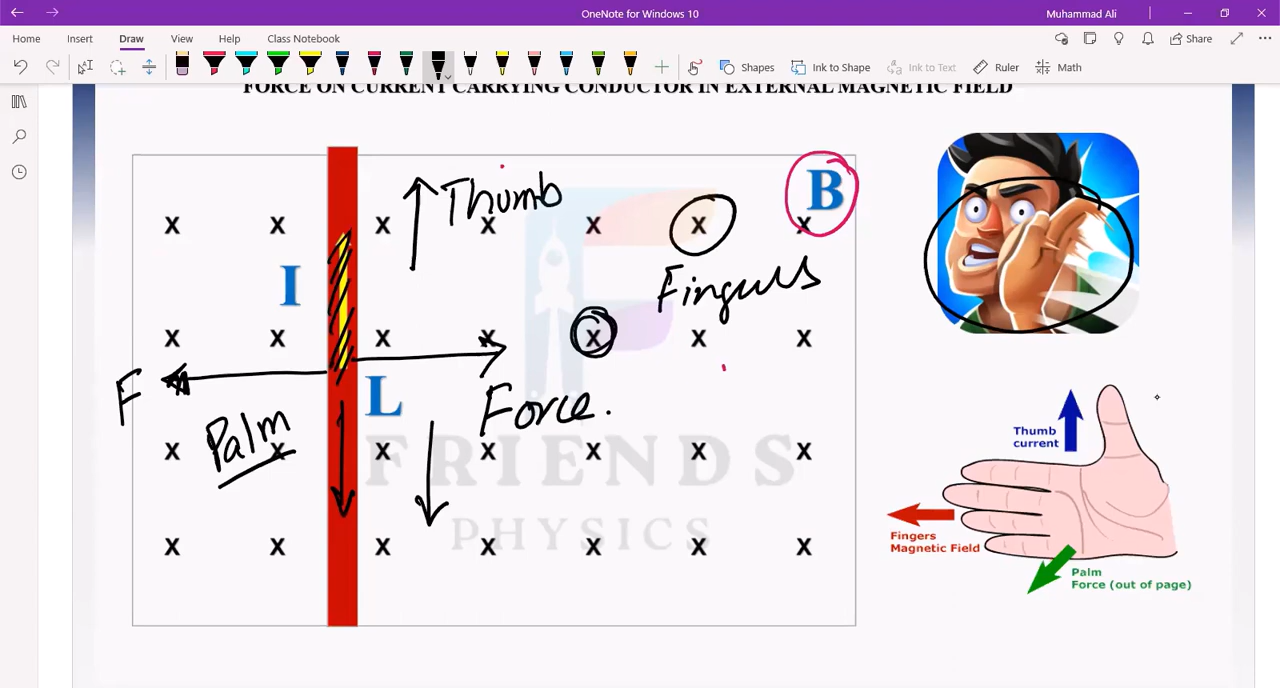 OneNote for Windows 10
Muhammad Ali
Home Insert Draw View Help Class Notebook
Share
Shapes Ink to Shape Ink to Text Ruler Math
FORCE ON CURRENT CARRYING CONDUCTOR IN EXTERNAL MAGNETIC FIELD
Thumb
B
X X X X X X X
I
Fingers
X X X X X X X
F
L
Force.
Palm
X X X X X X X
FRIENDS
PHYSICS
X X X X X X X
Thumb
current
Fingers
Magnetic Field
Palm
Force (out of page)